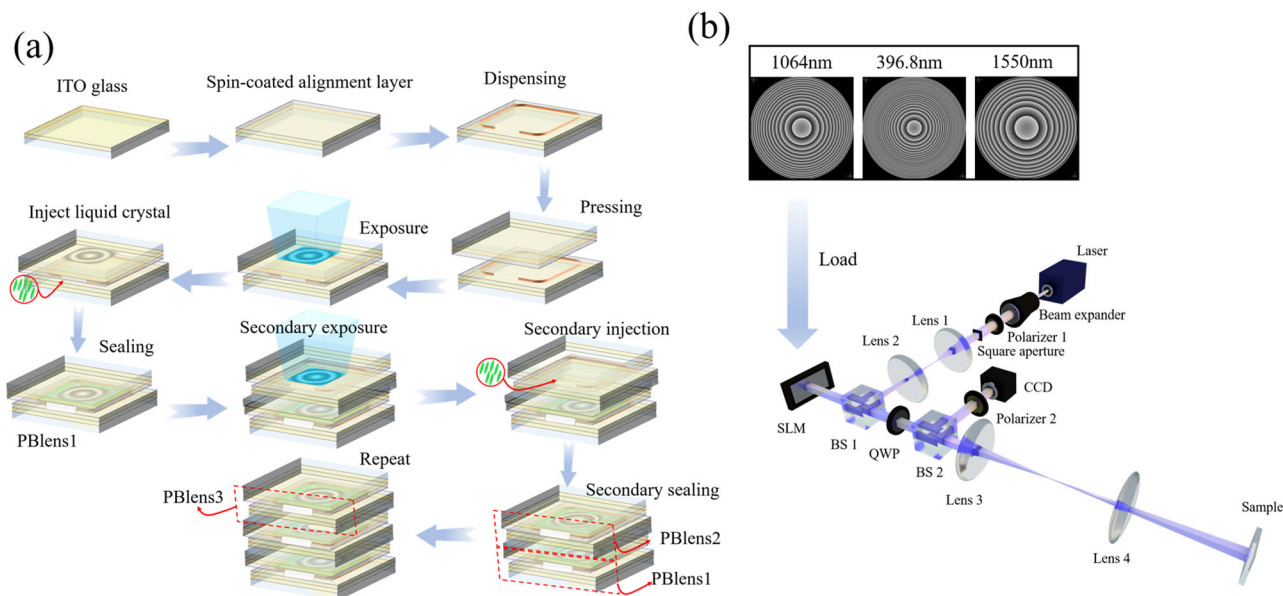 (a)
ITO glass
Spin-coated alignment layer
Dispensing
Inject liquid crystal
Exposure
Pressing
Sealing
Secondary exposure
Secondary injection
PBlens1
Repeat
Secondary sealing
PBlens3
PBlens2
PBlens1
(b)
1064nm
396.8nm
1550nm
Load
Laser
Beam expander
Polarizer 1
Square aperture
Lens 1
Lens 2
CCD
Polarizer 2
SLM
BS 1
QWP
BS 2
Lens 3
Lens 4
Sample